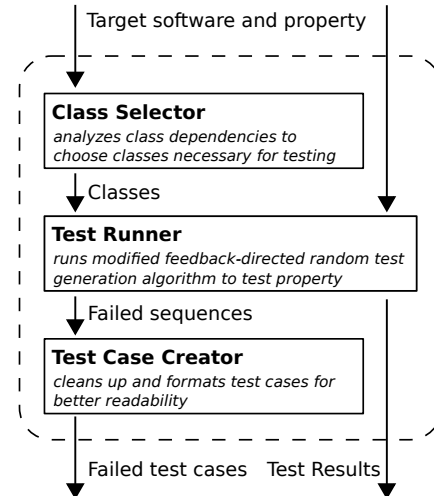 Target software and property
Class Selector
analyzes class dependencies to
choose classes necessary for testing
Classes
Test Runner
runs modified feedback-directed random test
generation algorithm to test property
Failed sequences
Test Case Creator
cleans up and formats test cases for
better readability
Failed test cases
Test Results